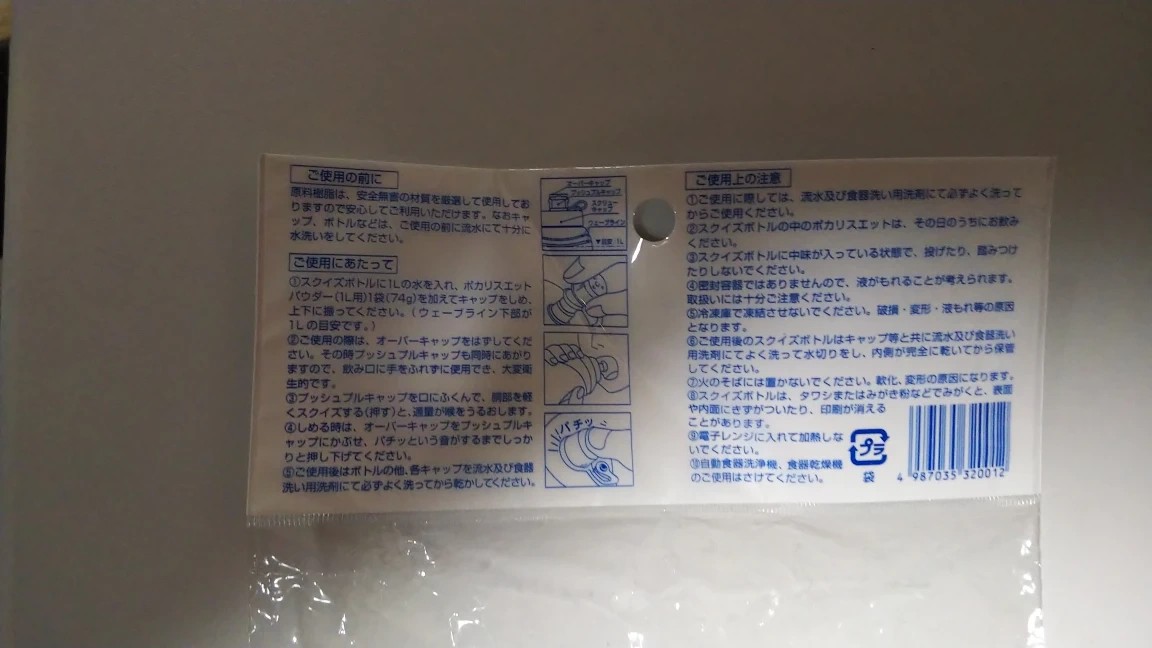 ご使用の前に
原料樹脂は、安全無害の材質を厳選して使用してお
りますので安心してご利用いただけます。なおキャ
ップ、ボトルなどは、ご使用の前に流水にて十分に
水洗いをしてください。
ご使用にあたって
①スクイズボトルに1Lの水を入れ、ポカリスエット
パウダー(1L用)1袋(74g)を加えてキャップをしめ、
上下に振ってください。(ウェーブライン下部が
1Lの目安です。)
②ご使用の際は、オーバーキャップをはずしてくだ
さい。その時プッシュプルキャップも同時にあがり
ますので、飲み口に手をふれずに使用でき、大変衛
生的です。
③プッシュプルキャップを口にふくんで、胴部を軽
くスクイズする(押す)と、適量が喉をうるおします。
④しめる時は、オーバーキャップをプッシュプルキ
ャップにかぶせ、パチッという音がするまでしっか
りと押し下げてください。
⑤ご使用後はボトルの他、各キャップを流水及び食器
洗い用洗剤にて必ずよく洗ってから乾かしてください。
オーバーキャップ
プッシュプルキャップ
スクリュー
キャップ
ウェーブライン
▼目安:1L
パチッ
ご使用上の注意
①ご使用に際しては、流水及び食器洗い用洗剤にて必ずよく洗って
からご使用ください。
②スクイズボトルの中のポカリスエットは、その日のうちにお飲み
ください。
③スクイズボトルに中味が入っている状態で、投げたり、踏みつけ
たりしないでください。
④密封容器ではありませんので、液がもれることが考えられます。
取扱いには十分ご注意ください。
⑤冷凍庫で凍結させないでください。破損・変形・液もれ等の原因
となります。
⑥ご使用後のスクイズボトルはキャップ等と共に流水及び食器洗い
用洗剤にてよく洗って水切りをし、内側が完全に乾いてから保管
してください。
⑦火のそばには置かないでください。軟化、変形の原因になります。
⑧スクイズボトルは、タワシまたはみがき粉などでみがくと、表面
や内面にきずがついたり、印刷が消える
ことがあります。
⑨電子レンジに入れて加熱しな
いでください。
⑩自動食器洗浄機、食器乾燥機
のご使用はさけてください。
プラ
袋
4 987035 320012